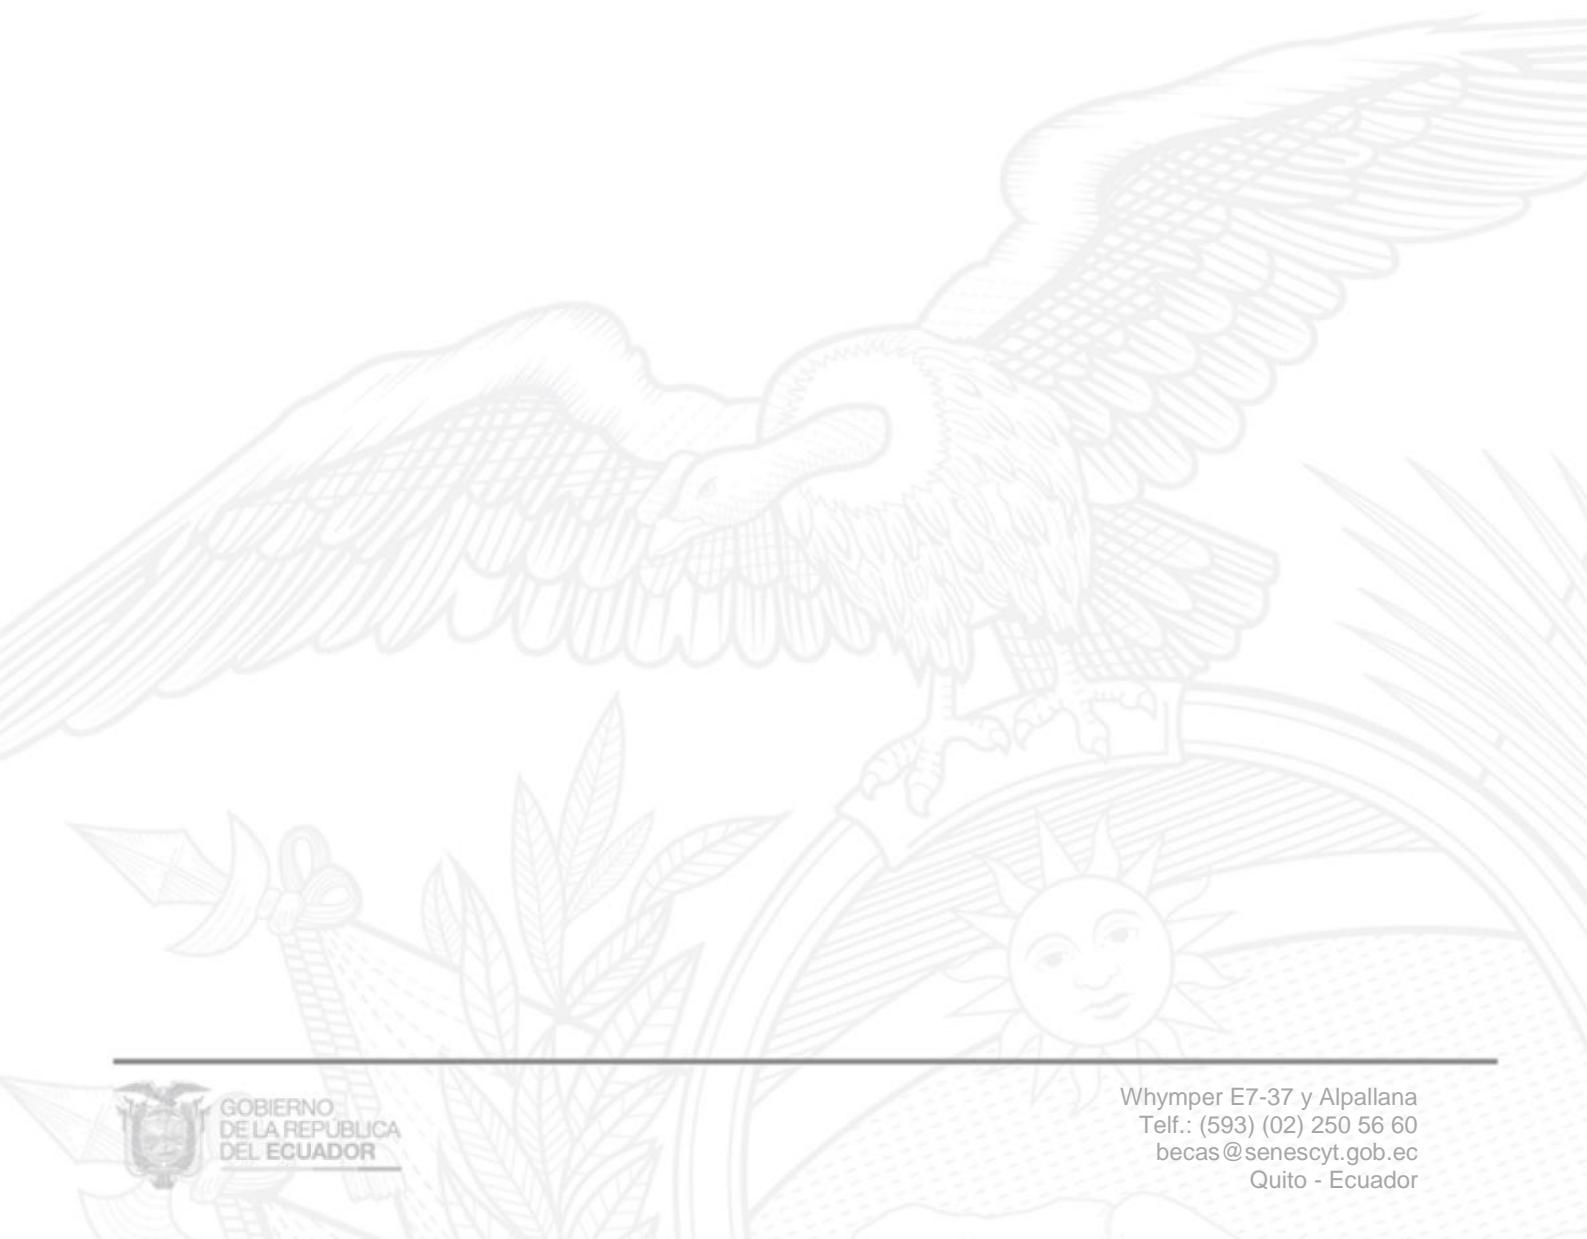 GOBIERNO
DE LA REPÚBLICA
DEL ECUADOR
Whymper E7-37 y Alpallana
Telf.: (593) (02) 250 56 60
becas@senescyt.gob.ec
Quito - Ecuador